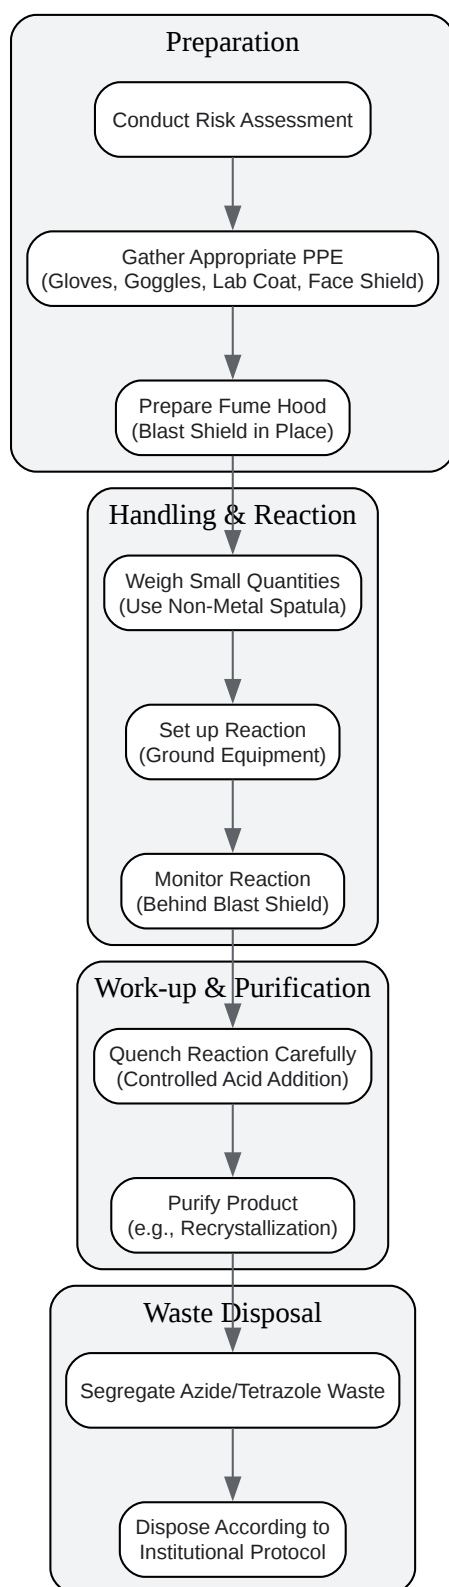 Preparation
Conduct Risk Assessment
Gather Appropriate PPE
(Gloves, Goggles, Lab Coat, Face Shield)
Prepare Fume Hood
(Blast Shield in Place)
Handling & Reaction
Weigh Small Quantities
(Use Non-Metal Spatula)
Set up Reaction
(Ground Equipment)
Monitor Reaction
(Behind Blast Shield)
Work-up & Purification
Quench Reaction Carefully
(Controlled Acid Addition)
Purify Product
(e.g., Recrystallization)
Waste Disposal
Segregate Azide/Tetrazole Waste
Dispose According to
Institutional Protocol